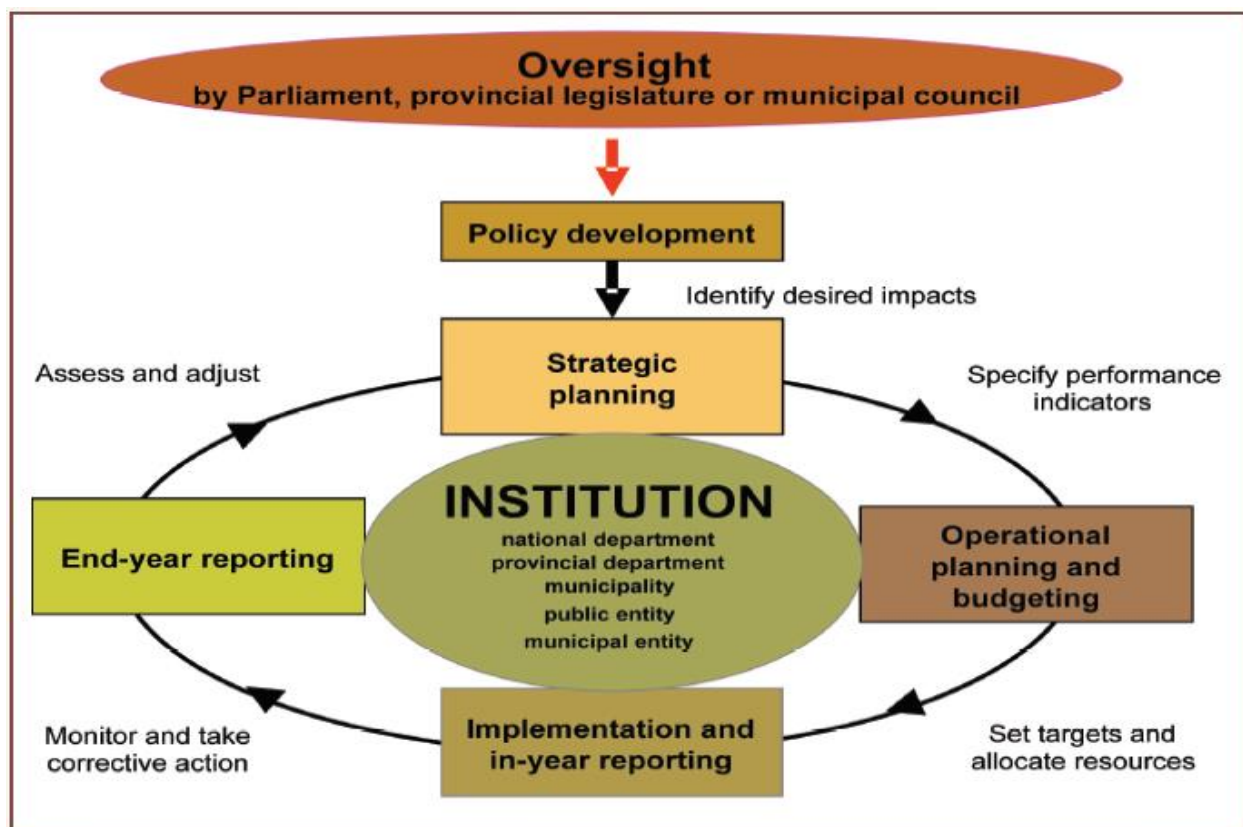 Oversight
by Parliament, provincial legislature or municipal council
Policy development
Identify desired impacts
Strategic
planning
Assess and adjust
Specify performance
indicators
INSTITUTION
national department
provincial department
municipality
public entity
municipal entity
End-year reporting
Operational
planning and
budgeting
Implementation and
in-year reporting
Monitor and take
corrective action
Set targets and
allocate resources